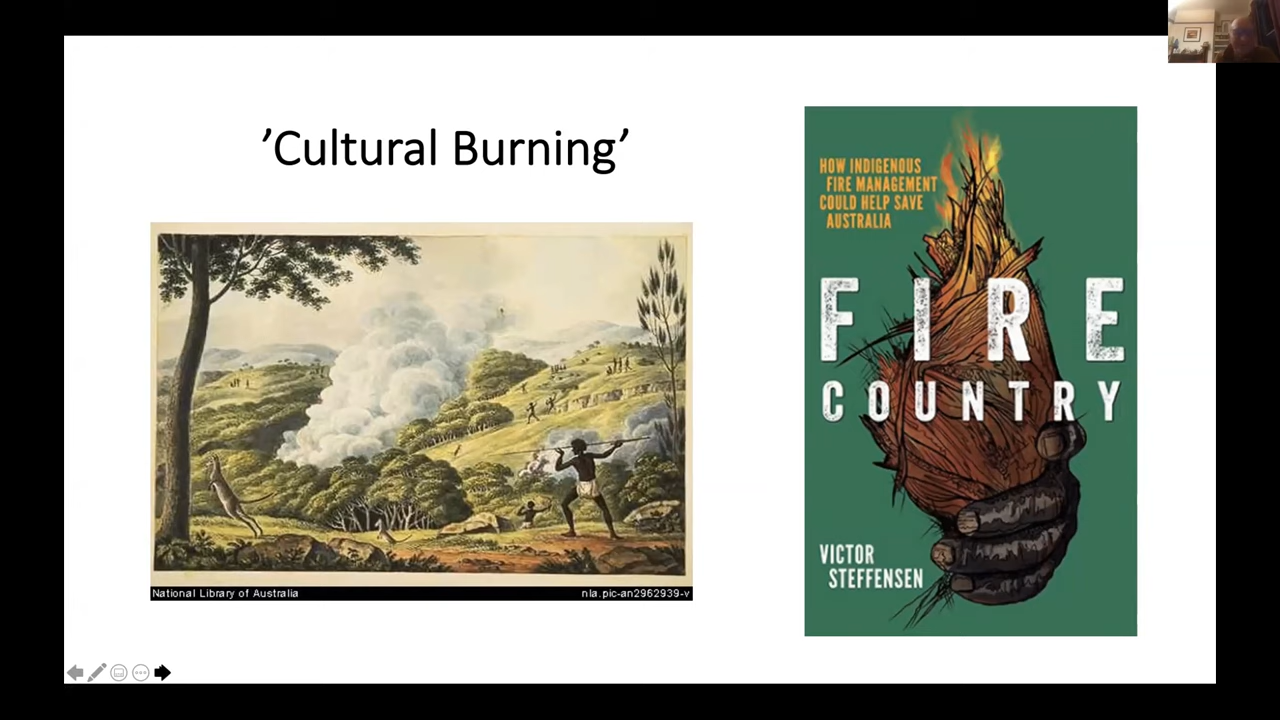 ’Cultural Burning’
National Library of Australia
nla.pic-an2962939-v
HOW INDIGENOUS
FIRE MANAGEMENT
COULD HELP SAVE
AUSTRALIA
FIRE
COUNTRY
VICTOR
STEFFENSEN